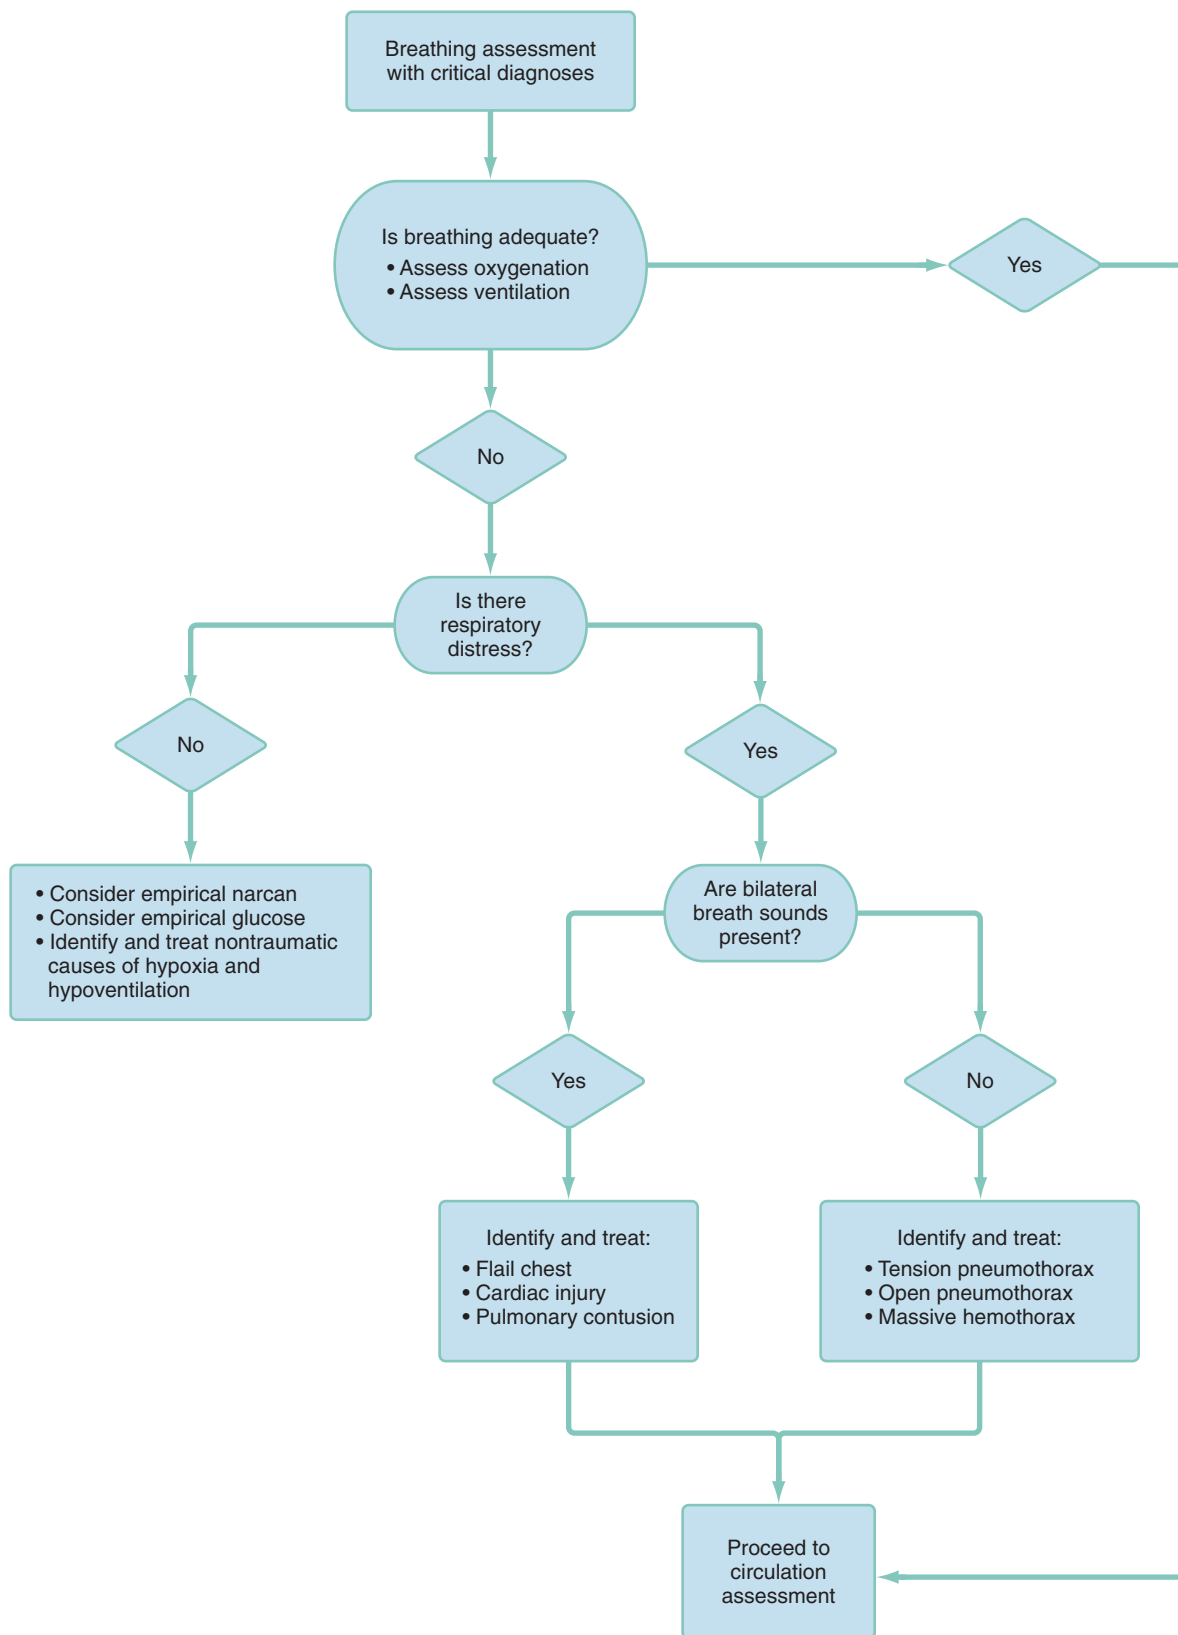 Breathing assessment
with critical diagnoses
Is breathing adequate?
• Assess oxygenation
• Assess ventilation
Yes
No
Is there
respiratory
distress?
No
Yes
• Consider empirical narcan
• Consider empirical glucose
• Identify and treat nontraumatic
causes of hypoxia and
hypoventilation
Are bilateral
breath sounds
present?
Yes
No
Identify and treat:
• Flail chest
• Cardiac injury
• Pulmonary contusion
Identify and treat:
• Tension pneumothorax
• Open pneumothorax
• Massive hemothorax
Proceed to
circulation
assessment